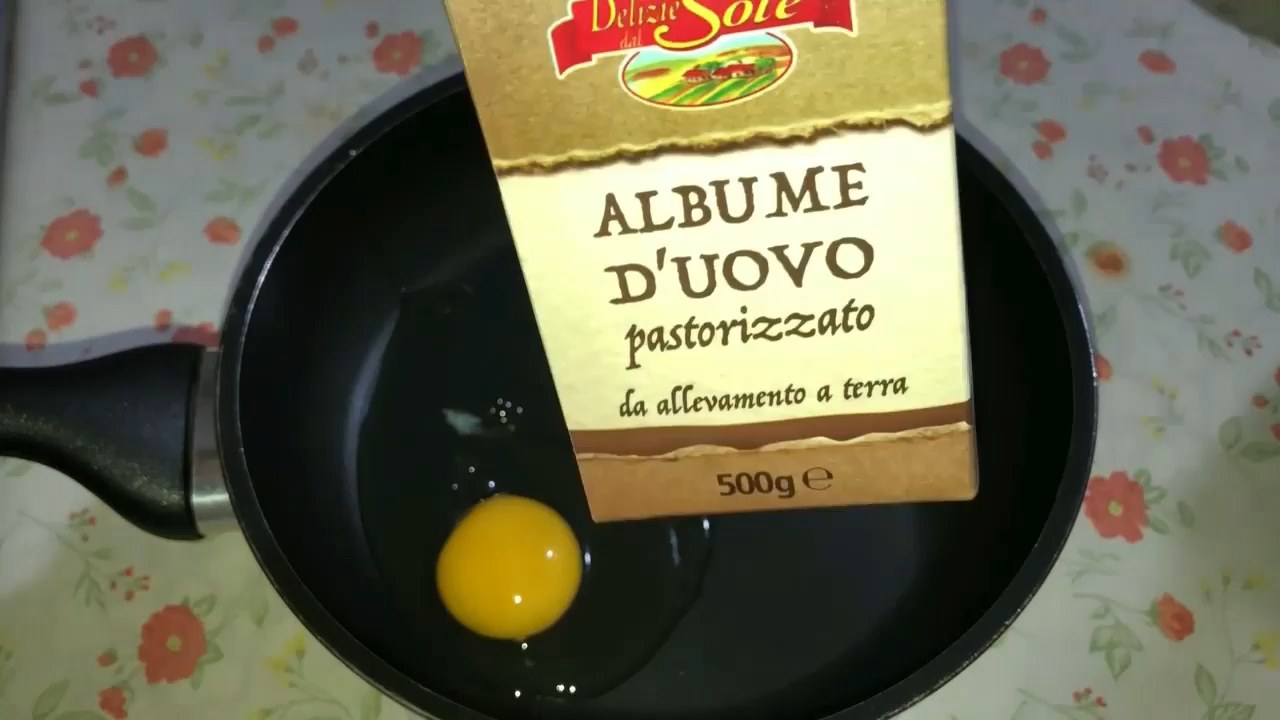 Delizie
dal Sole
ALBUME
D'UOVO
pastorizzato
da allevamento a terra
500g ℮